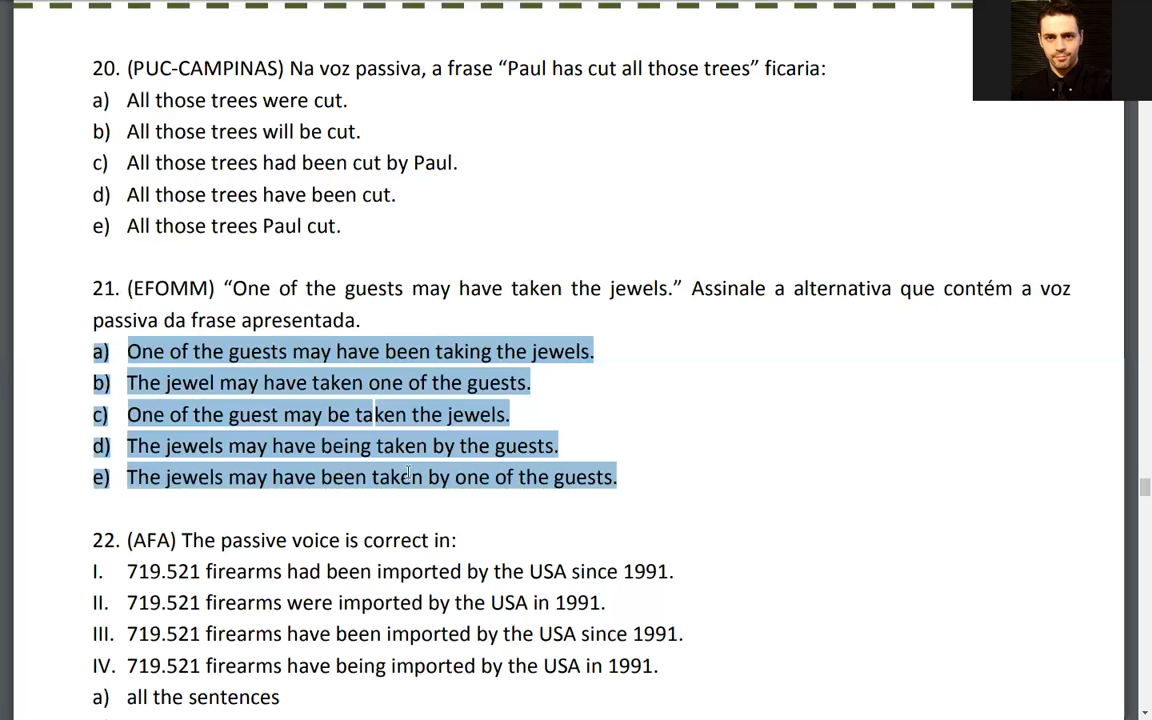 20. (PUC-CAMPINAS) Na voz passiva, a frase “Paul has cut all those trees” ficaria:
a) All those trees were cut.
b) All those trees will be cut.
c) All those trees had been cut by Paul.
d) All those trees have been cut.
e) All those trees Paul cut.
21. (EFOMM) “One of the guests may have taken the jewels.” Assinale a alternativa que contém a voz
passiva da frase apresentada.
a) One of the guests may have been taking the jewels.
b) The jewel may have taken one of the guests.
c) One of the guest may be taken the jewels.
d) The jewels may have being taken by the guests.
e) The jewels may have been taken by one of the guests.
22. (AFA) The passive voice is correct in:
I. 719.521 firearms had been imported by the USA since 1991.
II. 719.521 firearms were imported by the USA in 1991.
III. 719.521 firearms have been imported by the USA since 1991.
IV. 719.521 firearms have being imported by the USA in 1991.
a) all the sentences